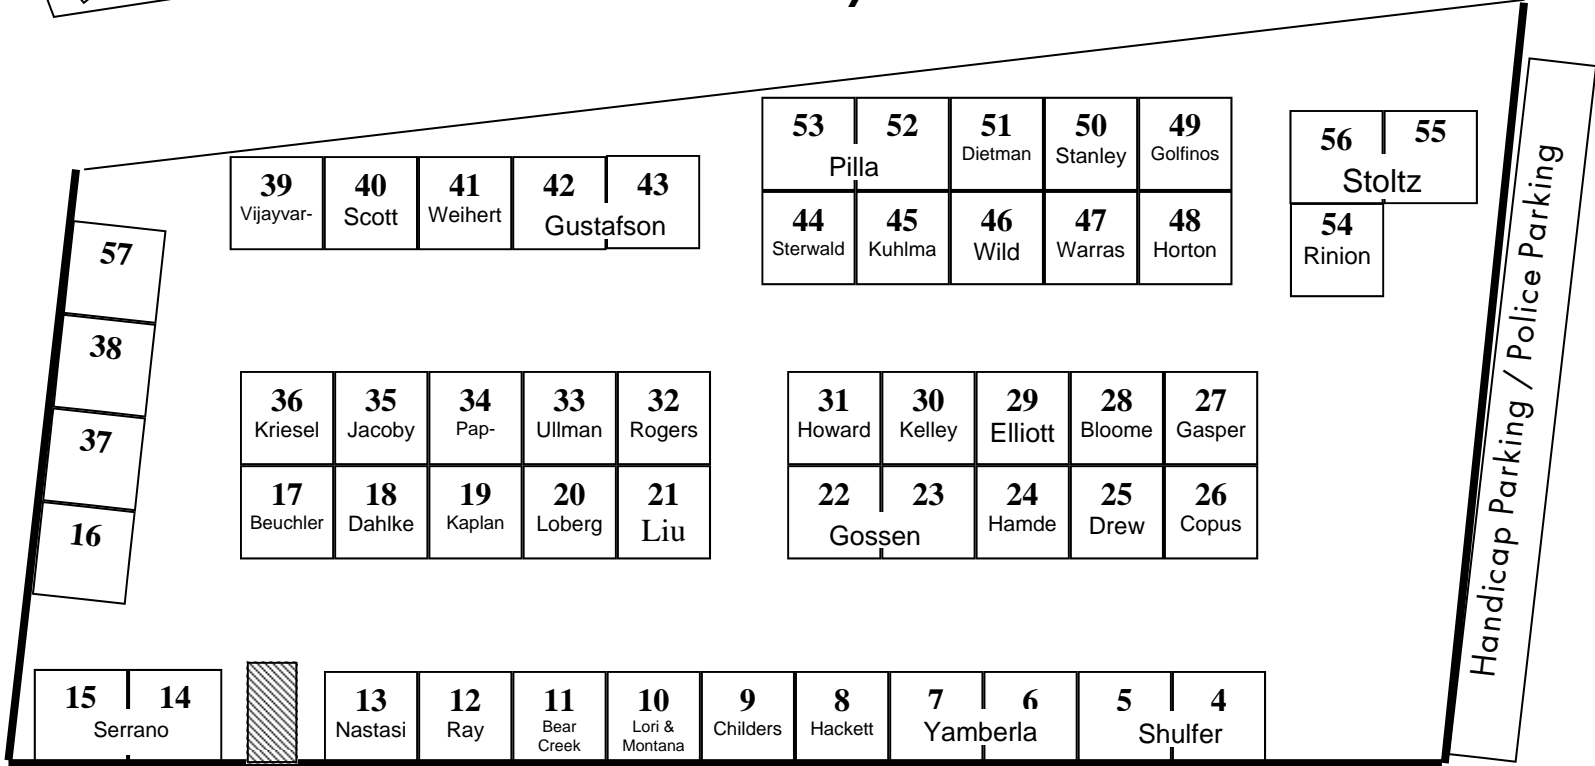 53 52 51 50 49
Pilla Dietman Stanley Golfinos
56 55
Stoltz
39 40 41 42 43
Vijayvar- Scott Weihert Gustafson
44 45 46 47 48
Sterwald Kuhlma Wild Warras Horton
54
Rinion
57
38
37
16
36 35 34 33 32
Kriesel Jacoby Pap- Ullman Rogers
31 30 29 28 27
Howard Kelley Elliott Bloome Gasper
17 18 19 20 21
Beuchler Dahlke Kaplan Loberg Liu
22 23 24 25 26
Gossen Hamde Drew Copus
15 14
Serrano
13 12 11 10 9 8 7 6 5 4
Nastasi Ray Bear Lori & Childers Hackett Yamberla Shulfer
Creek Montana
Handicap Parking / Police Parking